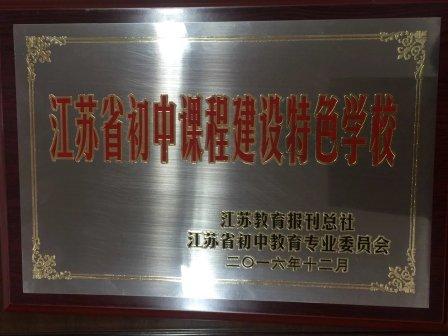 江苏省初中课程建设特色学校
江苏教育报刊总社
江苏省初中教育专业委员会
二〇一六年十二月